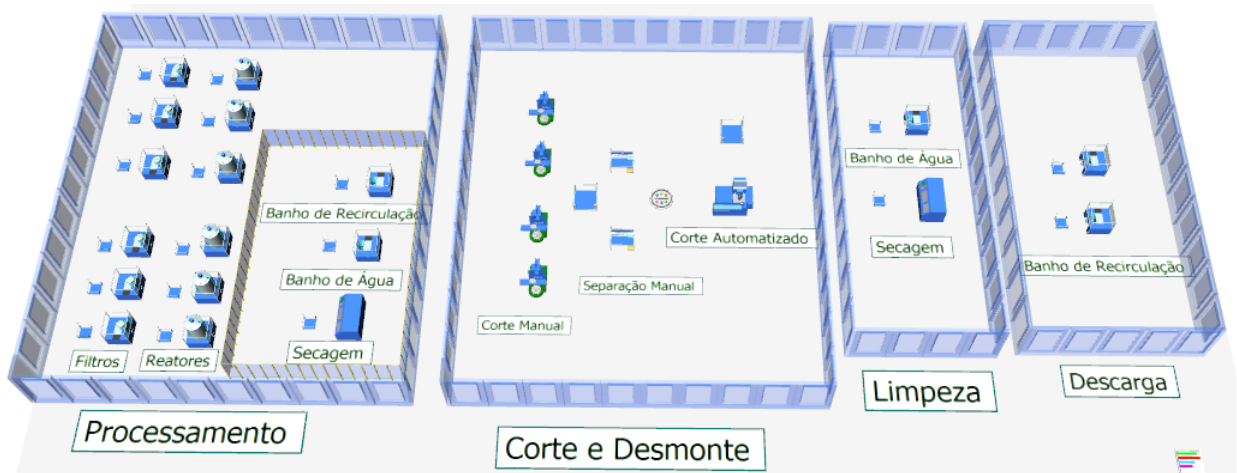 Banho de Recirculação
Banho de Água
Secagem
Filtros
Reatores
Processamento
Corte Manual
Separação Manual
Corte Automatizado
Corte e Desmonte
Banho de Água
Secagem
Limpeza
Banho de Recirculação
Descarga